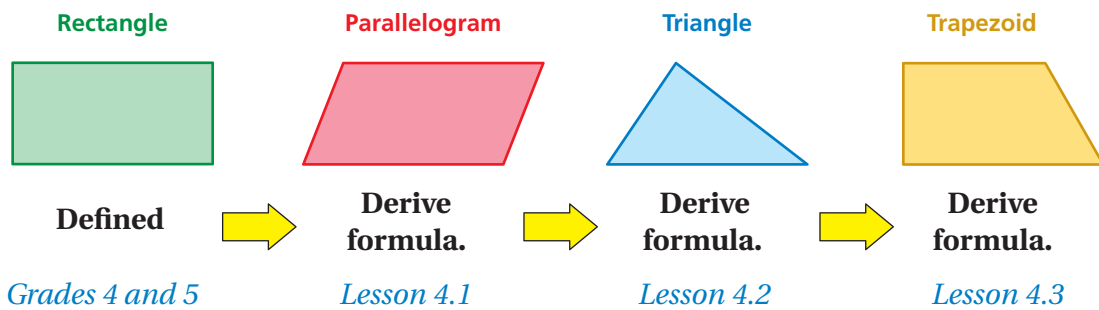 Rectangle
Parallelogram
Triangle
Trapezoid
Defined
Derive
formula.
Derive
formula.
Derive
formula.
Grades 4 and 5
Lesson 4.1
Lesson 4.2
Lesson 4.3